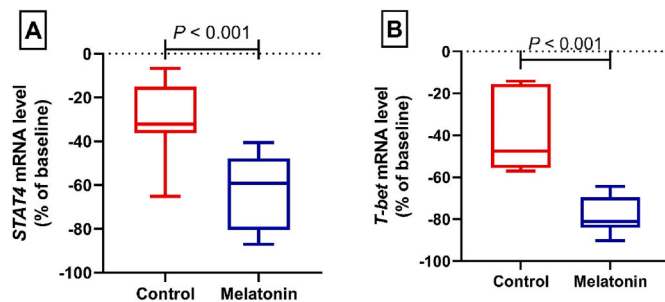 A
P < 0.001
STAT4 mRNA level
(% of baseline)
0
-20
-40
-60
-80
-100
Control Melatonin
B
P < 0.001
T-bet mRNA level
(% of baseline)
0
-20
-40
-60
-80
-100
Control Melatonin